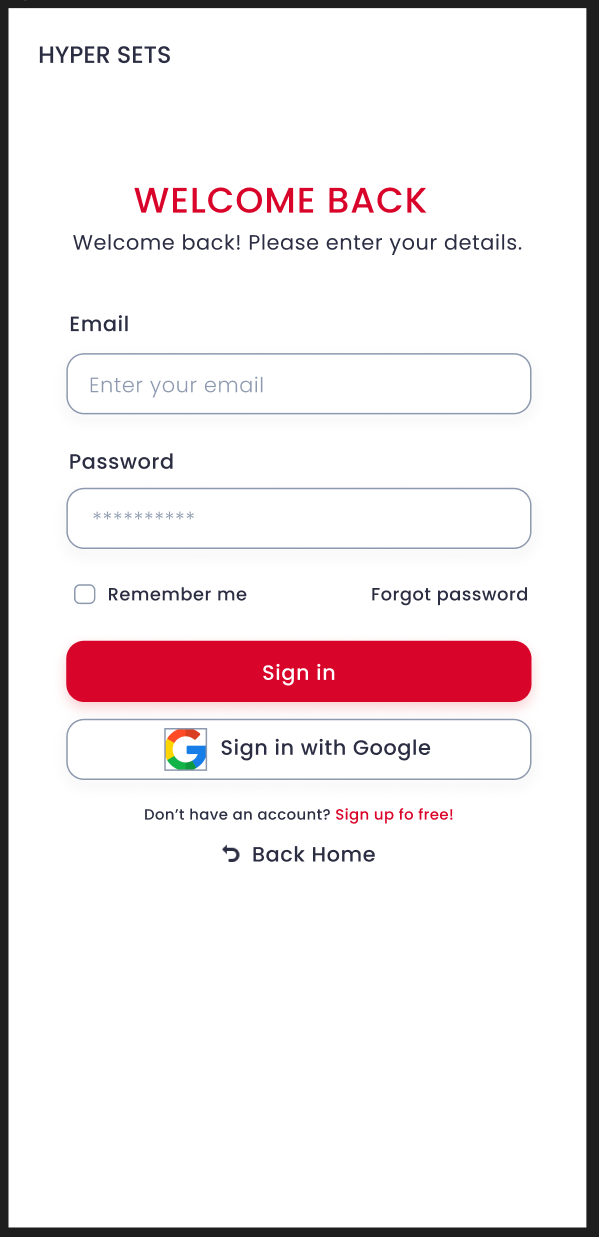 HYPER SETS
WELCOME BACK
Welcome back! Please enter your details.
Email
Enter your email
Password
**********
Remember me
Forgot password
Sign in
Sign in with Google
Don't have an account? Sign up fo free!
Back Home